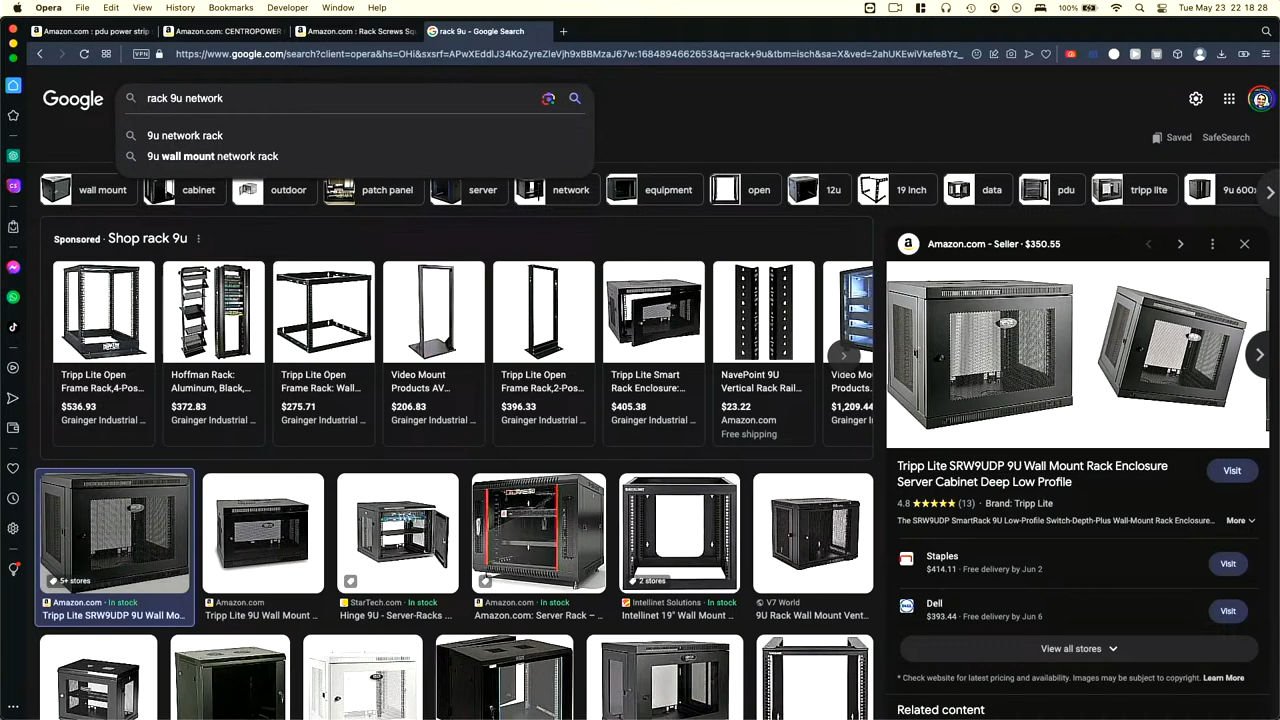 Opera File Edit View History Bookmarks Developer Window Help 100% Tue May 23 22 18 28
Amazon.com : pdu power strip
Amazon.com: CENTROPOWER
Amazon.com : Rack Screws Squ
rack 9u - Google Search
VPN https://www.google.com/search?client=opera&hs=OHi&sxsrf=APwXEddlJ34KoZyreZleVjh9xBBMzaJ67w:1684894652365&q=rack+9u&tbm=isch&sa=X&ved=2ahUKEwiVkefe8Yz_
Google
rack 9u network
9u network rack
9u wall mount network rack
Saved SafeSearch
wall mount cabinet outdoor patch panel server network equipment open 12u 19 inch data pdu tripp lite 9u 600x
Sponsored · Shop rack 9u
Tripp Lite Open Frame Rack,4-Pos...
$536.93
Grainger Industrial ...
Hoffman Rack: Aluminum, Black,...
$372.83
Grainger Industrial ...
Tripp Lite Open Frame Rack: Wall...
$275.71
Grainger Industrial ...
Video Mount Products AV...
$206.83
Grainger Industrial ...
Tripp Lite Open Frame Rack,2-Pos...
$396.33
Grainger Industrial ...
Tripp Lite Smart Rack Enclosure:...
$405.38
Grainger Industrial ...
NavePoint 9U Vertical Rack Rail...
$23.22
Amazon.com
Free shipping
Video Mou
Products.
$1,209.44
Grainger Indu
5+ stores
Amazon.com · In stock
Tripp Lite SRW9UDP 9U Wall Mo...
Amazon.com
Tripp Lite 9U Wall Mount ...
StarTech.com · In stock
Hinge 9U - Server-Racks ...
Amazon.com · In stock
Amazon.com: Server Rack – ...
2 stores
Intellinet Solutions · In stock
Intellinet 19" Wall Mount ...
V7 World
9U Rack Wall Mount Vent...
Amazon.com - Seller · $350.55
Tripp Lite SRW9UDP 9U Wall Mount Rack Enclosure
Server Cabinet Deep Low Profile
Visit
4.8 ★★★★★ (13) · Brand: Tripp Lite
The SRW9UDP SmartRack 9U Low-Profile Switch-Depth-Plus Wall-Mount Rack Enclosure... More
Staples
$414.11 · Free delivery by Jun 2
Visit
Dell
$393.44 · Free delivery by Jun 6
Visit
View all stores
* Check website for latest pricing and availability. Images may be subject to copyright. Learn More
Related content